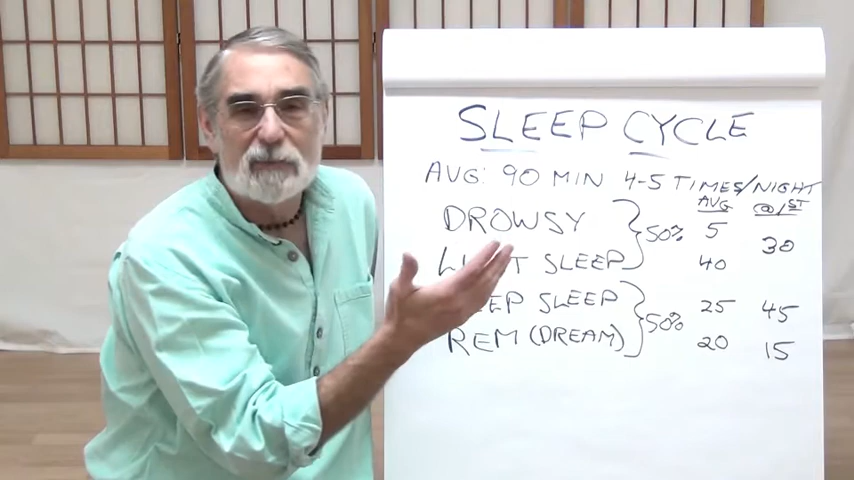 SLEEP CYCLE
AVG: 90 MIN 4-5 TIMES/NIGHT
AVG @/ST
DROWSY 50% 5 30
SLEEP 40
SLEEP 50% 25 45
REM (DREAM) 20 15